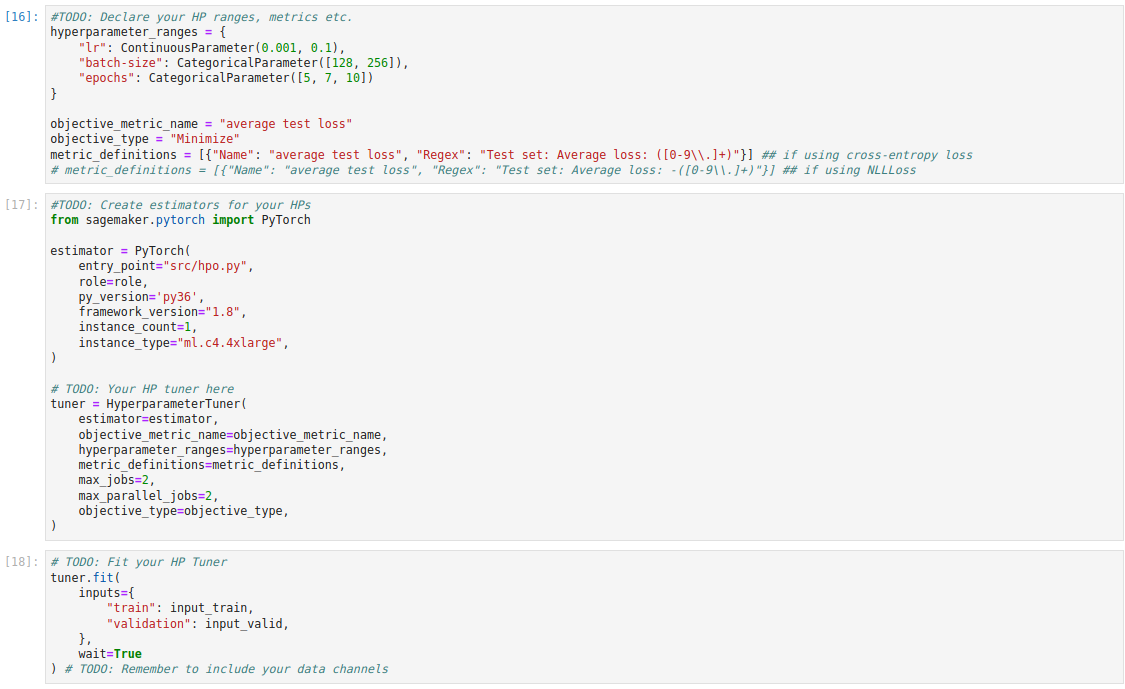 [16]: #TODO: Declare your HP ranges, metrics etc.
hyperparameter_ranges = {
    "lr": ContinuousParameter(0.001, 0.1),
    "batch-size": CategoricalParameter([128, 256]),
    "epochs": CategoricalParameter([5, 7, 10])
}

objective_metric_name = "average test loss"
objective_type = "Minimize"
metric_definitions = [{"Name": "average test loss", "Regex": "Test set: Average loss: ([0-9\\.]+)"}] ## if using cross-entropy loss
# metric_definitions = [{"Name": "average test loss", "Regex": "Test set: Average loss: -([0-9\\.]+)"}] ## if using NLLLoss

[17]: #TODO: Create estimators for your HPs
from sagemaker.pytorch import PyTorch

estimator = PyTorch(
    entry_point="src/hpo.py",
    role=role,
    py_version='py36',
    framework_version="1.8",
    instance_count=1,
    instance_type="ml.c4.4xlarge",
)

# TODO: Your HP tuner here
tuner = HyperparameterTuner(
    estimator=estimator,
    objective_metric_name=objective_metric_name,
    hyperparameter_ranges=hyperparameter_ranges,
    metric_definitions=metric_definitions,
    max_jobs=2,
    max_parallel_jobs=2,
    objective_type=objective_type,
)

[18]: # TODO: Fit your HP Tuner
tuner.fit(
    inputs={
        "train": input_train,
        "validation": input_valid,
    },
    wait=True
) # TODO: Remember to include your data channels